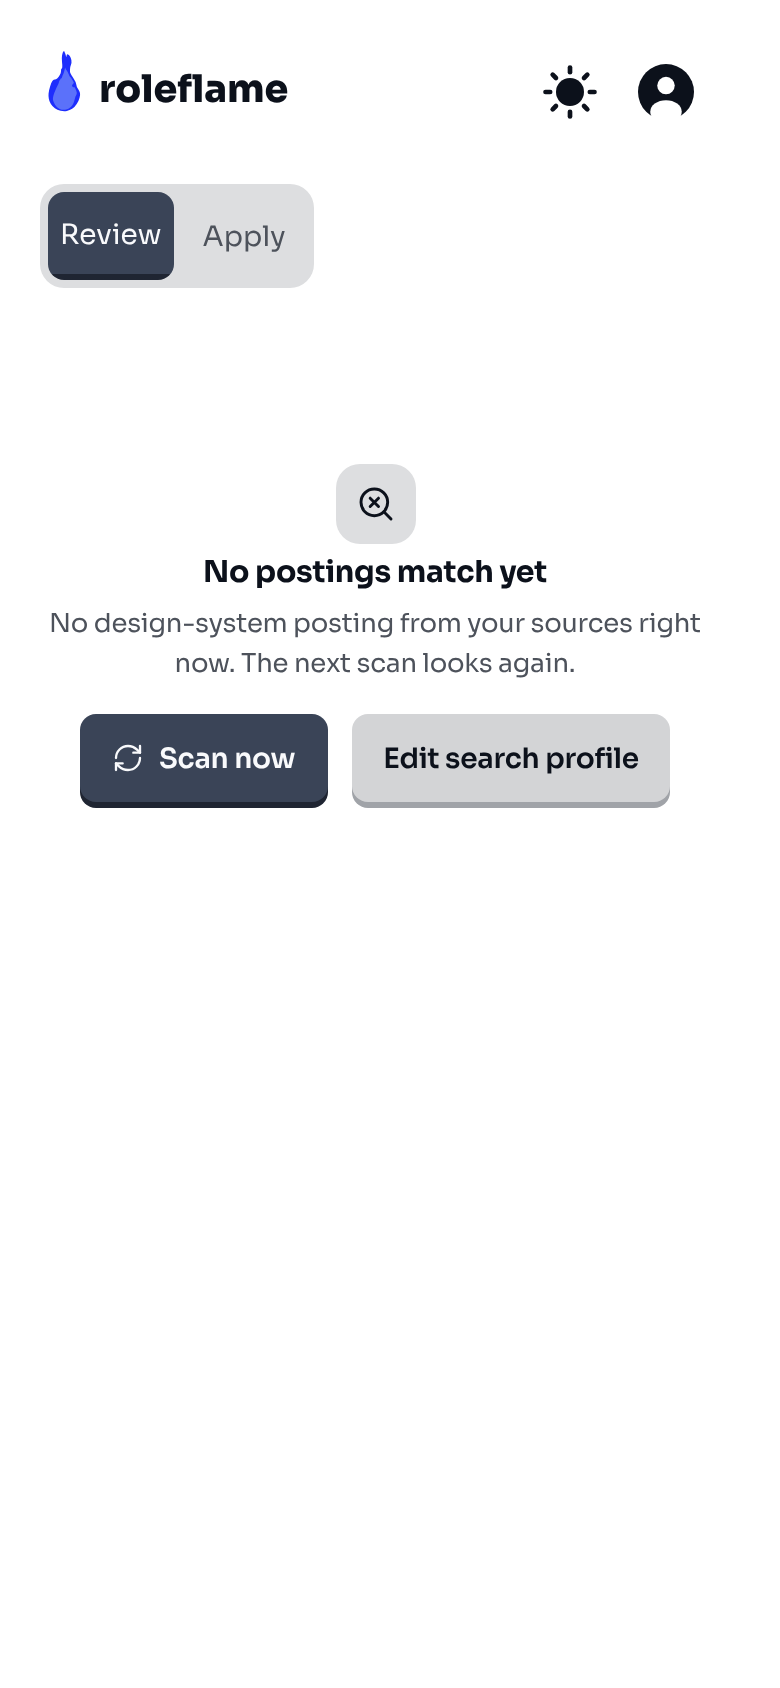 roleflame
Review
Apply
No postings match yet
No design-system posting from your sources right
now. The next scan looks again.
Scan now
Edit search profile